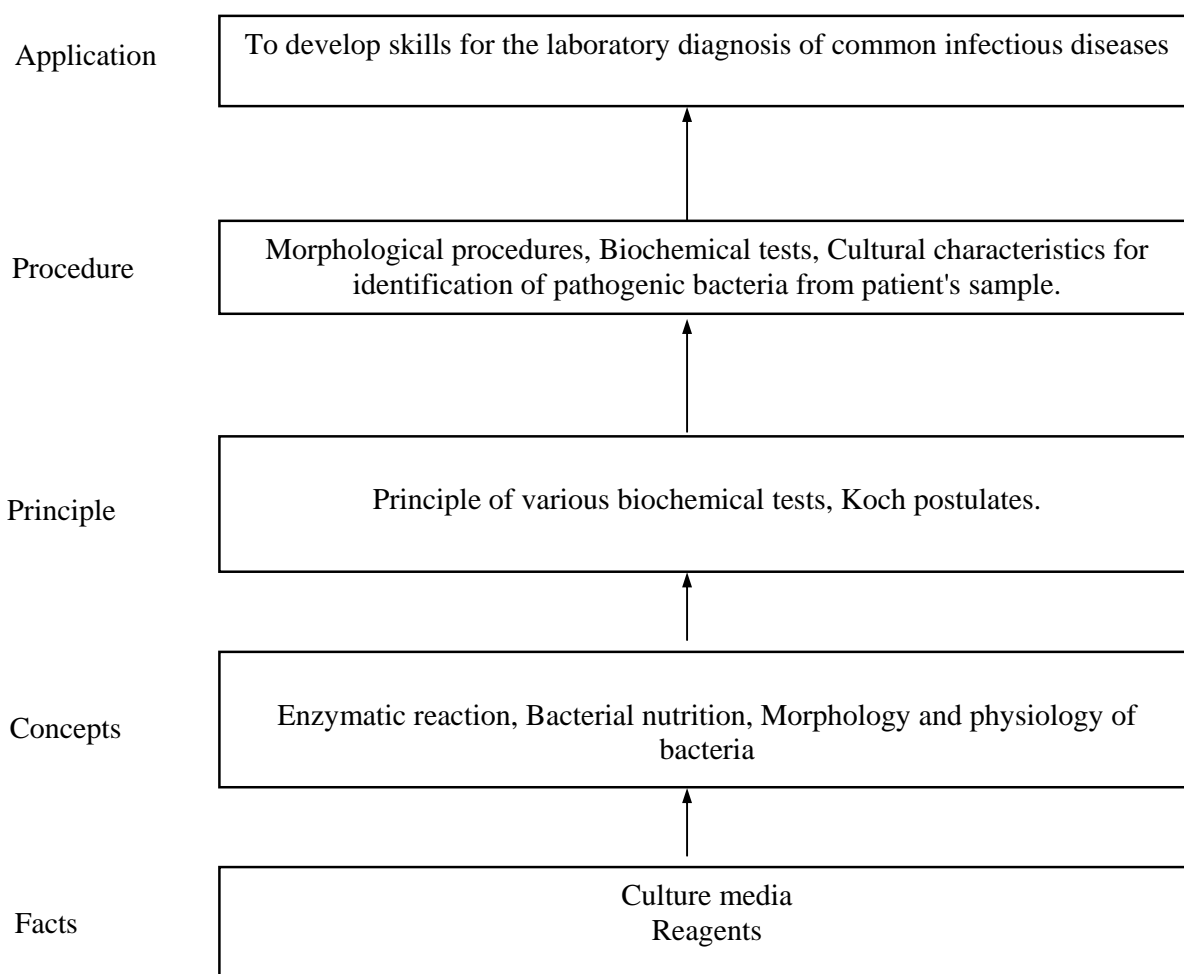 Application
To develop skills for the laboratory diagnosis of common infectious diseases
Procedure
Morphological procedures, Biochemical tests, Cultural characteristics for
identification of pathogenic bacteria from patient's sample.
Principle
Principle of various biochemical tests, Koch postulates.
Concepts
Enzymatic reaction, Bacterial nutrition, Morphology and physiology of
bacteria
Facts
Culture media
Reagents